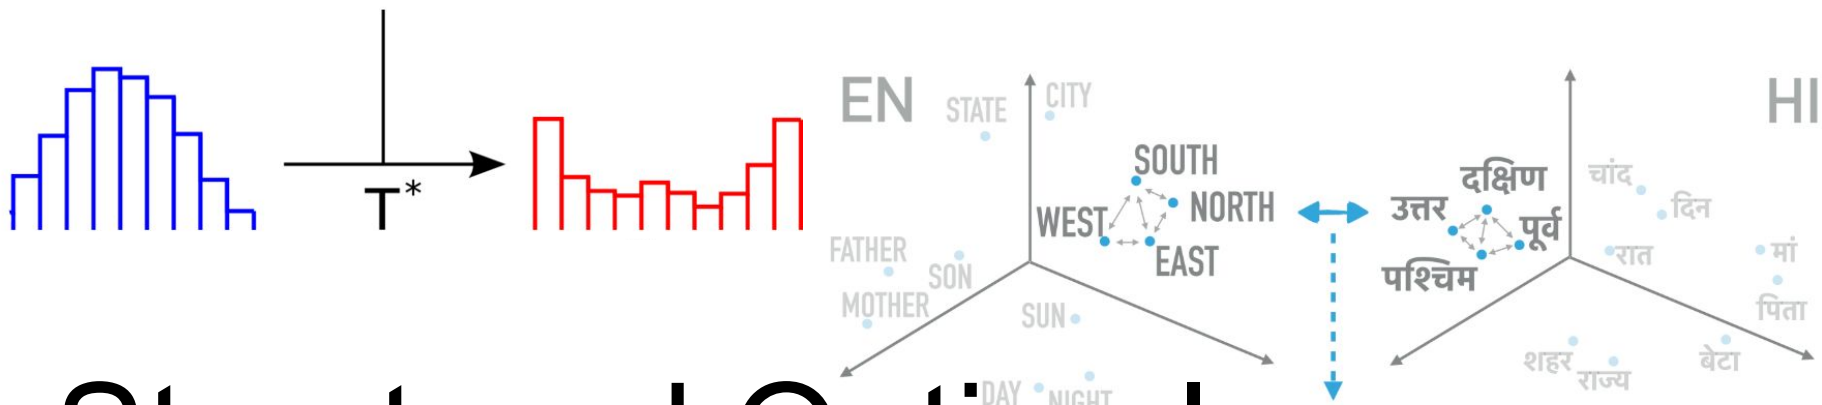 T*
EN
STATE
CITY
SOUTH
WEST
NORTH
EAST
FATHER
SON
MOTHER
SUN
DAY
NIGHT
HI
दक्षिण
उत्तर
पूर्व
पश्चिम
चांद
दिन
रात
मां
पिता
शहर
राज्य
बेटा